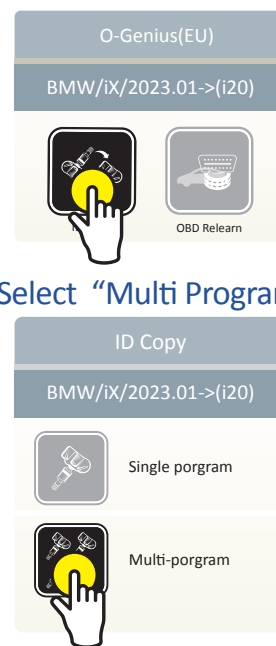 O-Genius(EU)
BMW/iX/2023.01->(i20)
OBD Relearn
Select “Multi
ID Copy
BMW/iX/2023.01->(i20)
Single porgram
Multi-porgram